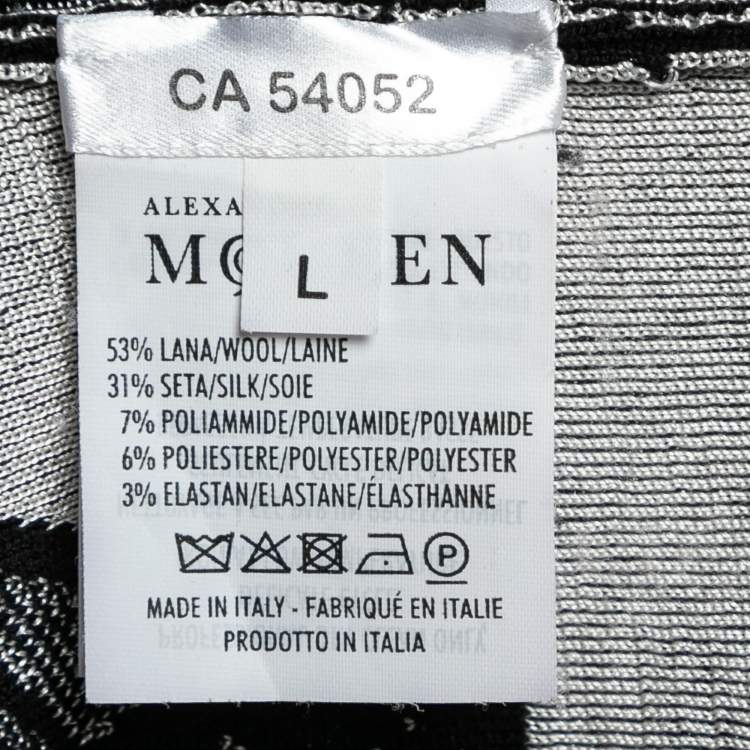 CA 54052
ALEXA
MQ EN
L
53% LANA/WOOL/LAINE
31% SETA/SILK/SOIE
7% POLIAMMIDE/POLYAMIDE/POLYAMIDE
6% POLIESTERE/POLYESTER/POLYESTER
3% ELASTAN/ELASTANE/ÉLASTHANNE
P
MADE IN ITALY - FABRIQUÉ EN ITALIE
PRODOTTO IN ITALIA